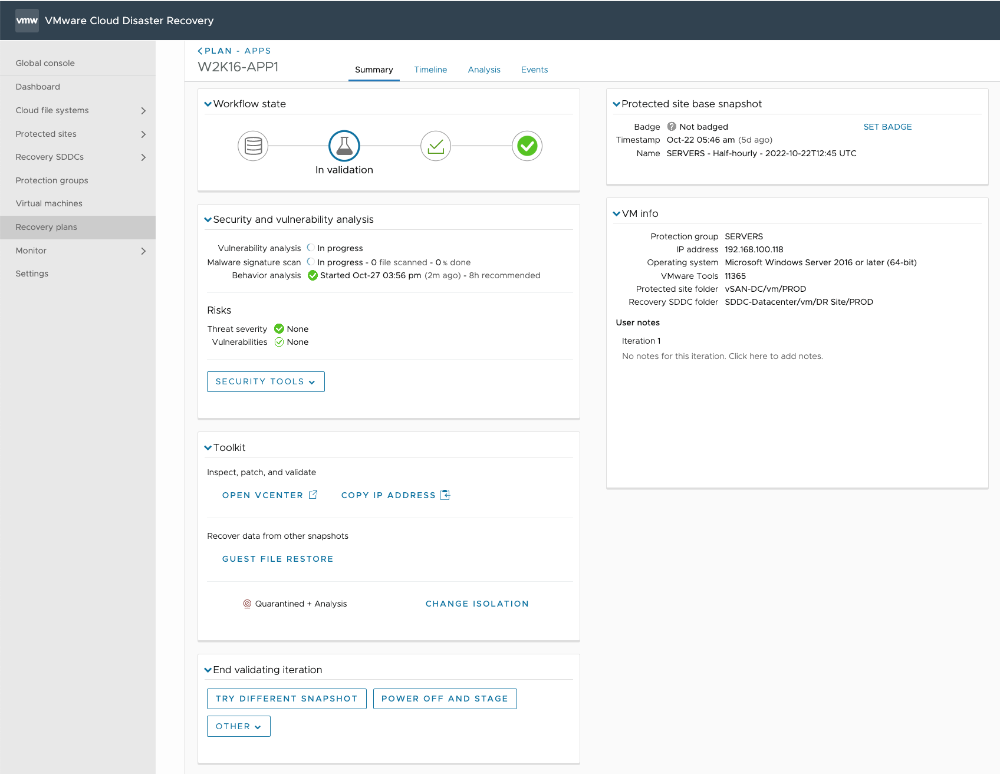 vmw VMware Cloud Disaster Recovery
Global console
Dashboard
Cloud file systems
Protected sites
Recovery SDDCs
Protection groups
Virtual machines
Recovery plans
Monitor
Settings
PLAN - APPS
W2K16-APP1
Summary Timeline Analysis Events
Workflow state
In validation
Security and vulnerability analysis
Vulnerability analysis In progress
Malware signature scan In progress - 0 file scanned - 0 % done
Behavior analysis Started Oct-27 03:56 pm (2m ago) - 8h recommended
Risks
Threat severity None
Vulnerabilities None
SECURITY TOOLS
Toolkit
Inspect, patch, and validate
OPEN VCENTER COPY IP ADDRESS
Recover data from other snapshots
GUEST FILE RESTORE
Quarantined + Analysis CHANGE ISOLATION
End validating iteration
TRY DIFFERENT SNAPSHOT POWER OFF AND STAGE
OTHER
Protected site base snapshot
Badge ? Not badged SET BADGE
Timestamp Oct-22 05:46 am (5d ago)
Name SERVERS - Half-hourly - 2022-10-22T12:45 UTC
VM info
Protection group SERVERS
IP address 192.168.100.118
Operating system Microsoft Windows Server 2016 or later (64-bit)
VMware Tools 11365
Protected site folder vSAN-DC/vm/PROD
Recovery SDDC folder SDDC-Datacenter/vm/DR Site/PROD
User notes
Iteration 1
No notes for this iteration. Click here to add notes.